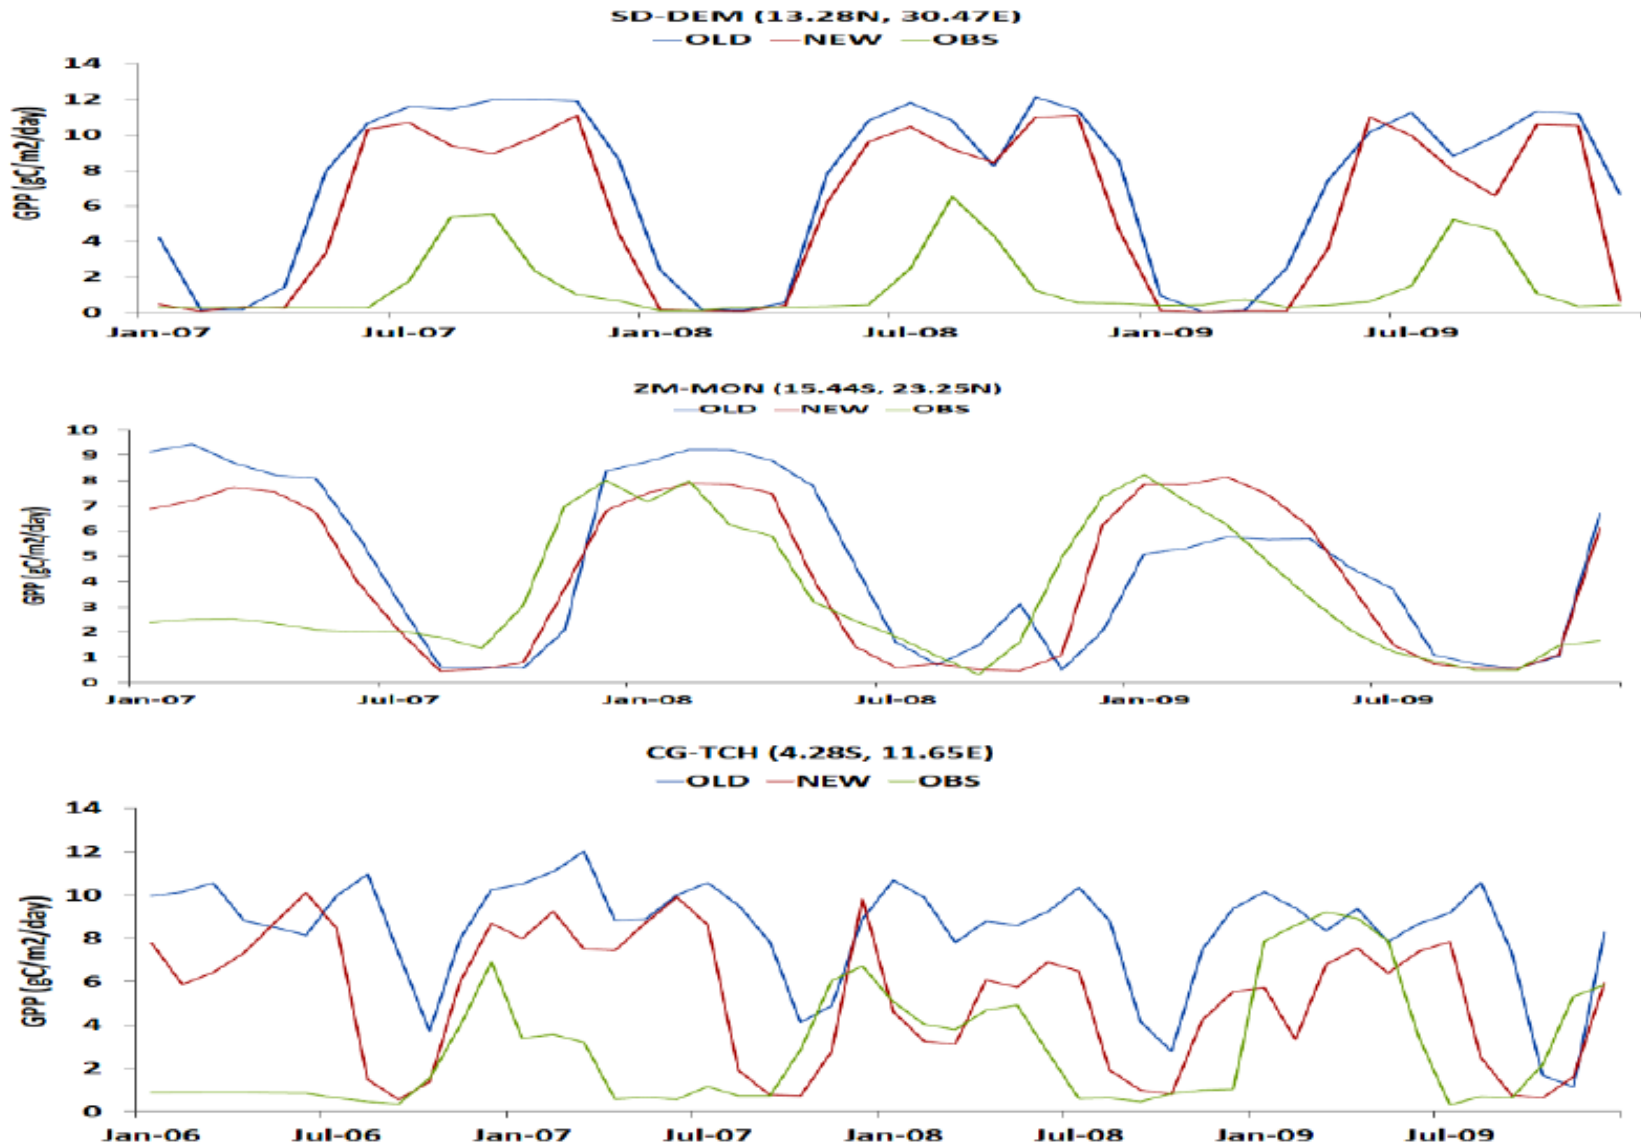 SD-DEM (13.28N, 30.47E)
OLD NEW OBS
GPP (gC/m2/day)
14
12
10
8
6
4
2
0
Jan-07 Jul-07 Jan-08 Jul-08 Jan-09 Jul-09
ZM-MON (15.44S, 23.25N)
OLD NEW OBS
GPP (gC/m2/day)
10
9
8
7
6
5
4
3
2
1
0
Jan-07 Jul-07 Jan-08 Jul-08 Jan-09 Jul-09
CG-TCH (4.28S, 11.65E)
OLD NEW OBS
GPP (gC/m2/day)
14
12
10
8
6
4
2
0
Jan-06 Jul-06 Jan-07 Jul-07 Jan-08 Jul-08 Jan-09 Jul-09